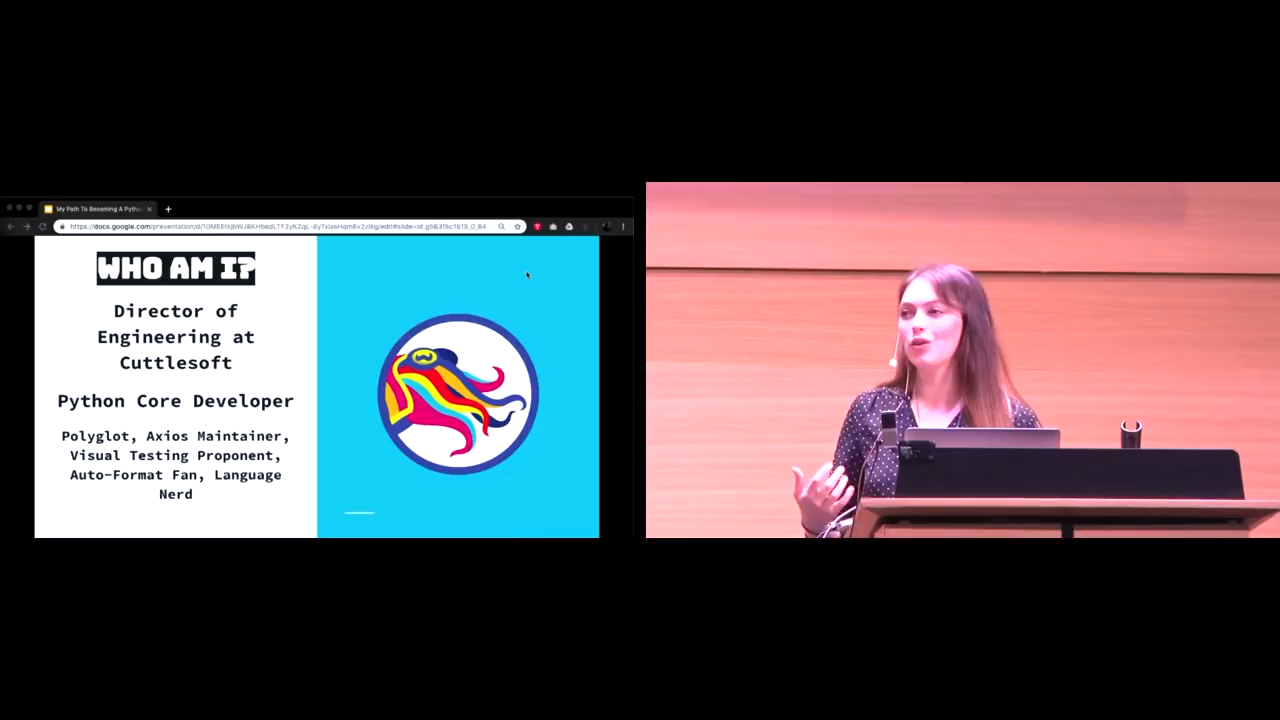 My Path To Becoming A Pytho
WHO AM I?
Director of
Engineering at
Cuttlesoft
Python Core Developer
Polyglot, Axios Maintainer,
Visual Testing Proponent,
Auto-Format Fan, Language
Nerd